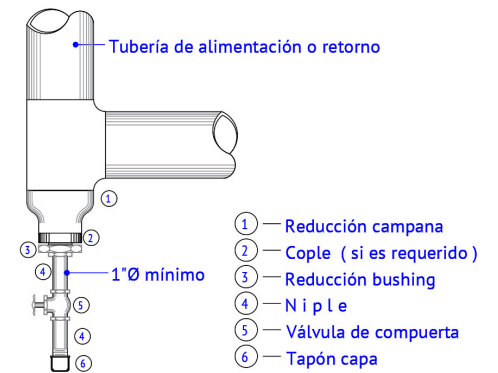 Tubería de alimentación o retorno
1
2
3
4
1"Ø mínimo
5
4
6
1 Reducción campana
2 Cople ( si es requerido )
3 Reducción bushing
4 N i p l e
5 Válvula de compuerta
6 Tapón capa